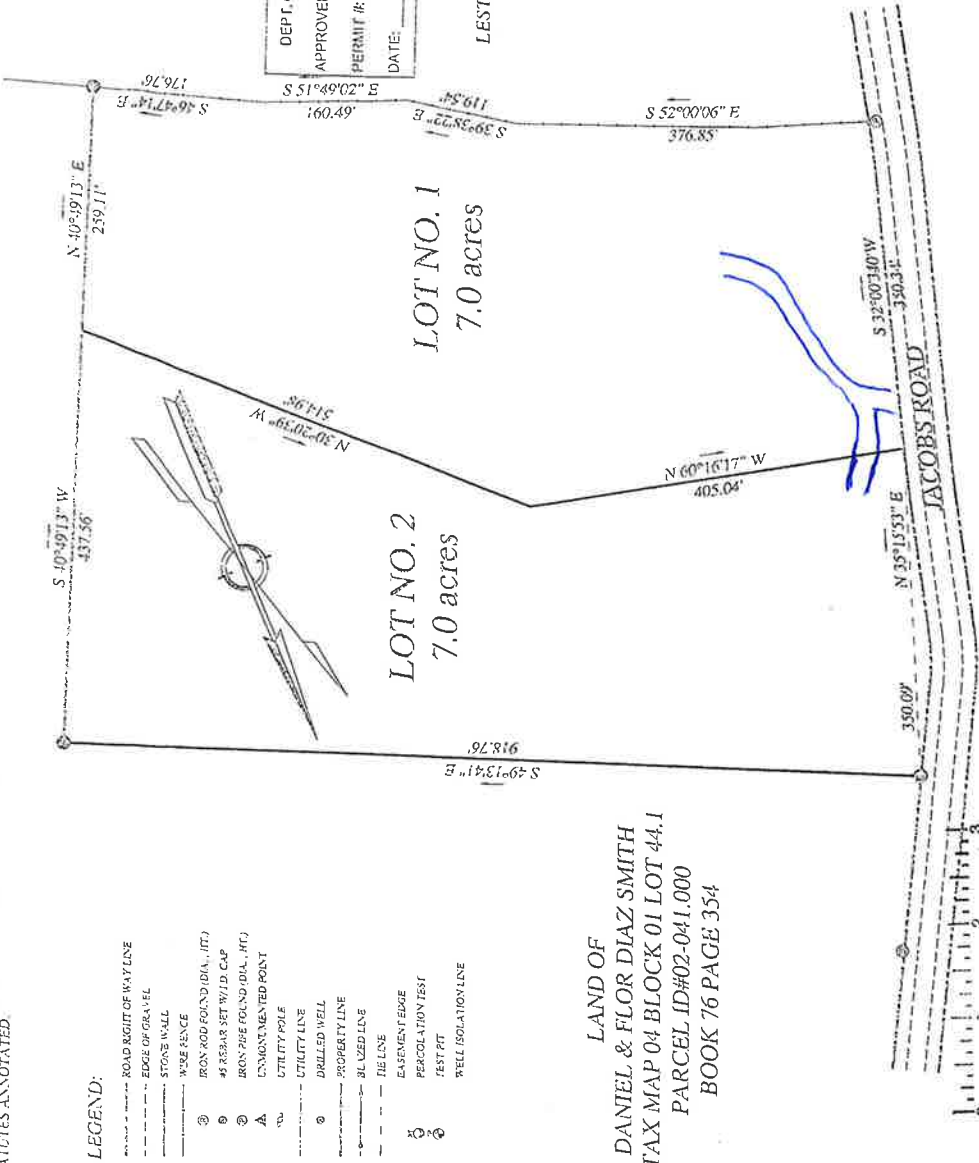 ATUTES ANNOTATED.
LEGEND:
ROAD RIGHT OF WAY LINE
EDGE OF GRAVEL
STONE WALL
WIRE FENCE
IRON ROD FOUND (DIA., HT.)
#5 REBAR SET W/ I.D. CAP
IRON PIPE FOUND (DIA., HT.)
UNMONUMENTED POINT
UTILITY POLE
UTILITY LINE
DRILLED WELL
PROPERTY LINE
BLAZED LINE
TIE LINE
EASEMENT EDGE
PERCOLATION TEST
TEST PIT
WELL ISOLATION LINE
LAND OF
DANIEL & FLOR DIAZ SMITH
TAX MAP 04 BLOCK 01 LOT 44.1
PARCEL ID#02-041.000
BOOK 76 PAGE 354
S 40°49'13" W
437.56'
N 40°49'13" E
259.11'
S 46°47'14" E
176.76'
S 51°49'02" E
160.49'
S 39°38'22" E
119.54'
S 52°00'06" E
376.85'
DEPT.
APPROVE
PERMIT #:
DATE:
LEST
LOT NO. 1
7.0 acres
N 30°20'39" W
514.98'
LOT NO. 2
7.0 acres
N 60°16'17" W
405.04'
S 49°13'41" E
918.76'
350.09'
N 35°15'53" E
350.34'
JACOBS ROAD
2
3